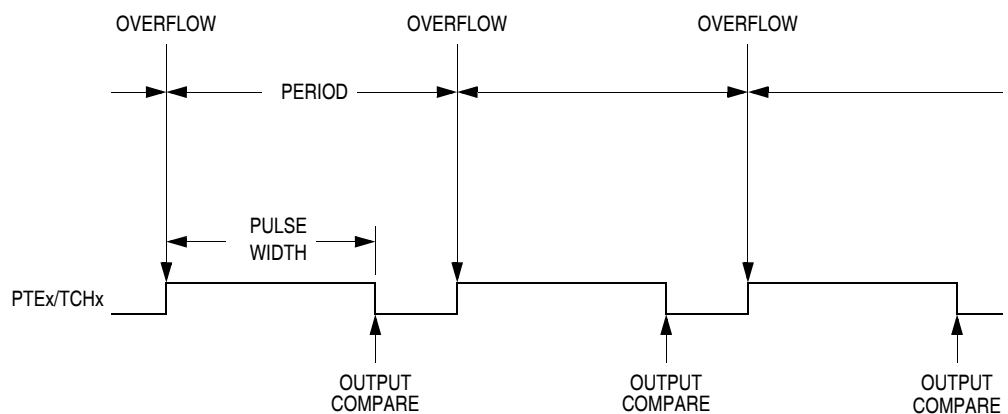 OVERFLOW
OVERFLOW
OVERFLOW
PERIOD
PULSE
WIDTH
PTEx/TCHx
OUTPUT
COMPARE
OUTPUT
COMPARE
OUTPUT
COMPARE